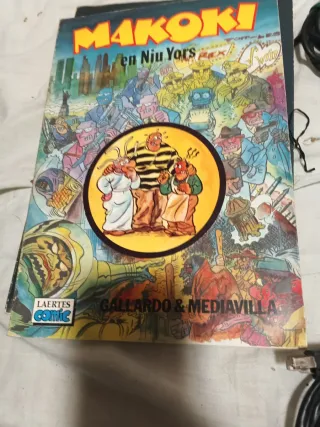 MAKOKI
en Niu Yors
GALLARDO & MEDIAVILLA
LAERTES
COMIC